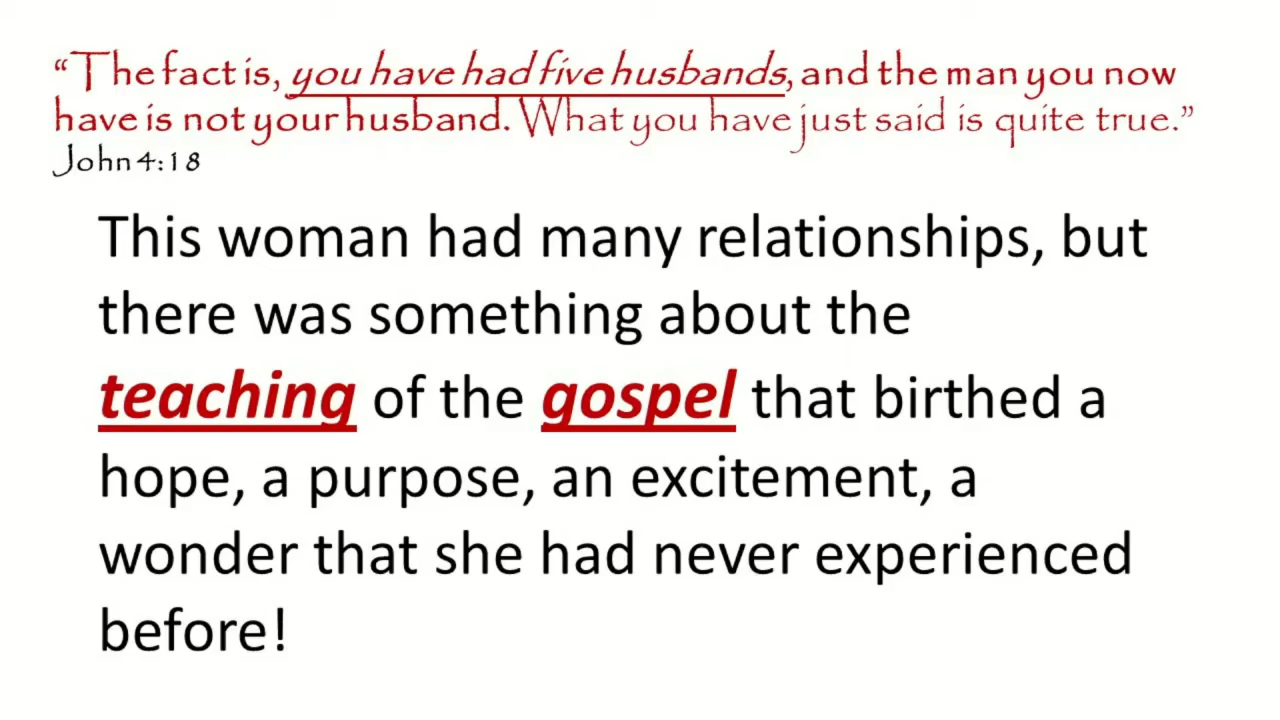 “The fact is, you have had five husbands, and the man you now
have is not your husband. What you have just said is quite true.”
John 4:18
This woman had many relationships, but
there was something about the
teaching of the gospel that birthed a
hope, a purpose, an excitement, a
wonder that she had never experienced
before!